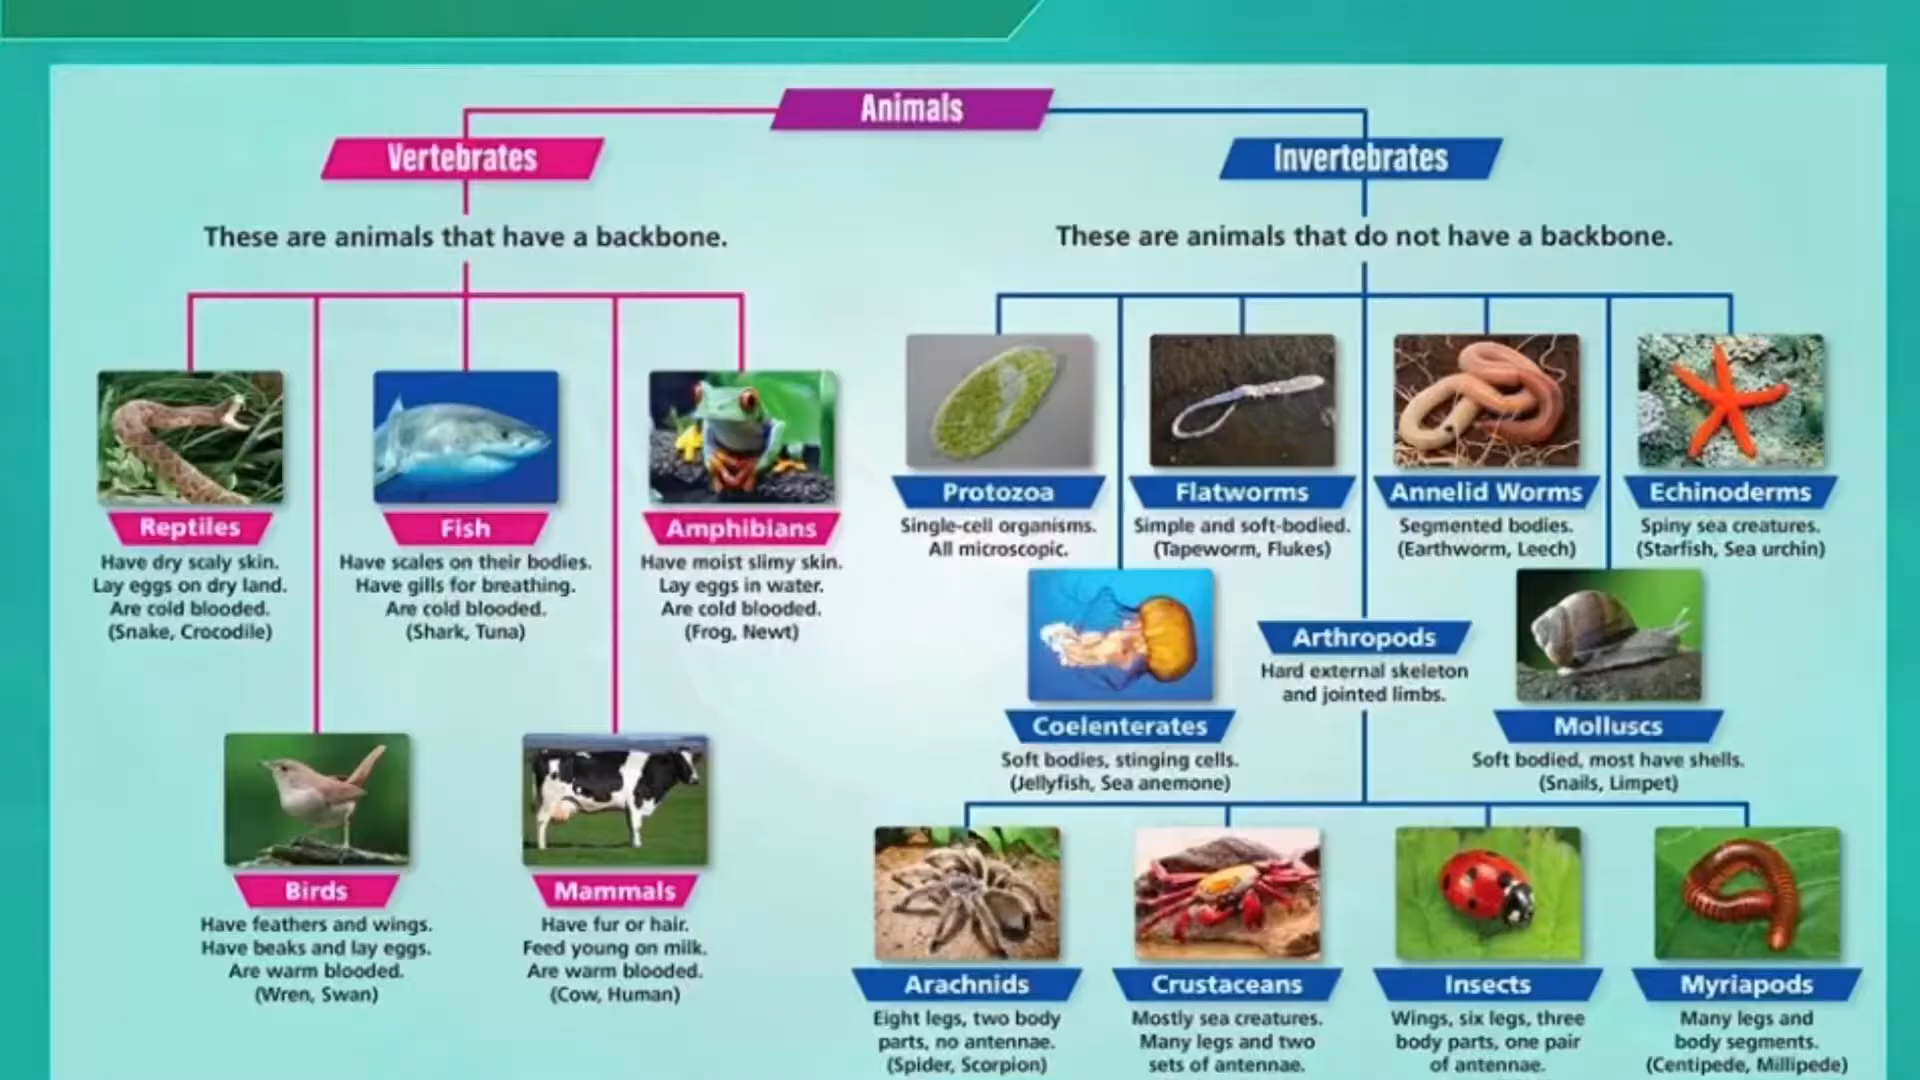 Animals
Vertebrates
These are animals that have a backbone.
Reptiles
Have dry scaly skin.
Lay eggs on dry land.
Are cold blooded.
(Snake, Crocodile)
Fish
Have scales on their bodies.
Have gills for breathing.
Are cold blooded.
(Shark, Tuna)
Amphibians
Have moist slimy skin.
Lay eggs in water.
Are cold blooded.
(Frog, Newt)
Birds
Have feathers and wings.
Have beaks and lay eggs.
Are warm blooded.
(Wren, Swan)
Mammals
Have fur or hair.
Feed young on milk.
Are warm blooded.
(Cow, Human)
Invertebrates
These are animals that do not have a backbone.
Protozoa
Single-cell organisms.
All microscopic.
Flatworms
Simple and soft-bodied.
(Tapeworm, Flukes)
Annelid Worms
Segmented bodies.
(Earthworm, Leech)
Echinoderms
Spiny sea creatures.
(Starfish, Sea urchin)
Coelenterates
Soft bodies, stinging cells.
(Jellyfish, Sea anemone)
Arthropods
Hard external skeleton
and jointed limbs.
Molluscs
Soft bodied, most have shells.
(Snails, Limpet)
Arachnids
Eight legs, two body
parts, no antennae.
(Spider, Scorpion)
Crustaceans
Mostly sea creatures.
Many legs and two
sets of antennae.
Insects
Wings, six legs, three
body parts, one pair
of antennae.
Myriapods
Many legs and
body segments.
(Centipede, Millipede)